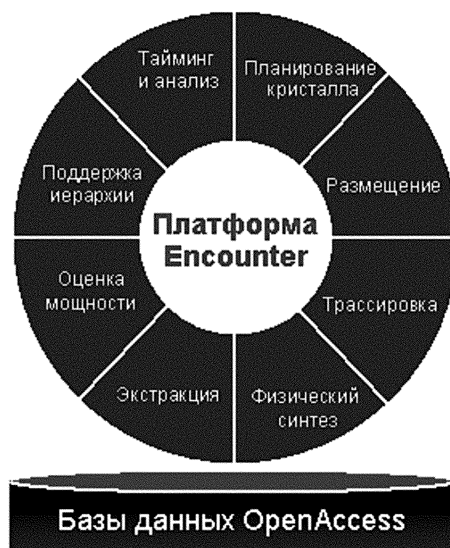 Тайминг
и анализ
Планирование
кристалла
Поддержка
иерархии
Размещение
Платформа
Encounter
Оценка
мощности
Трассировка
Экстракция
Физический
синтез
Базы данных OpenAccess